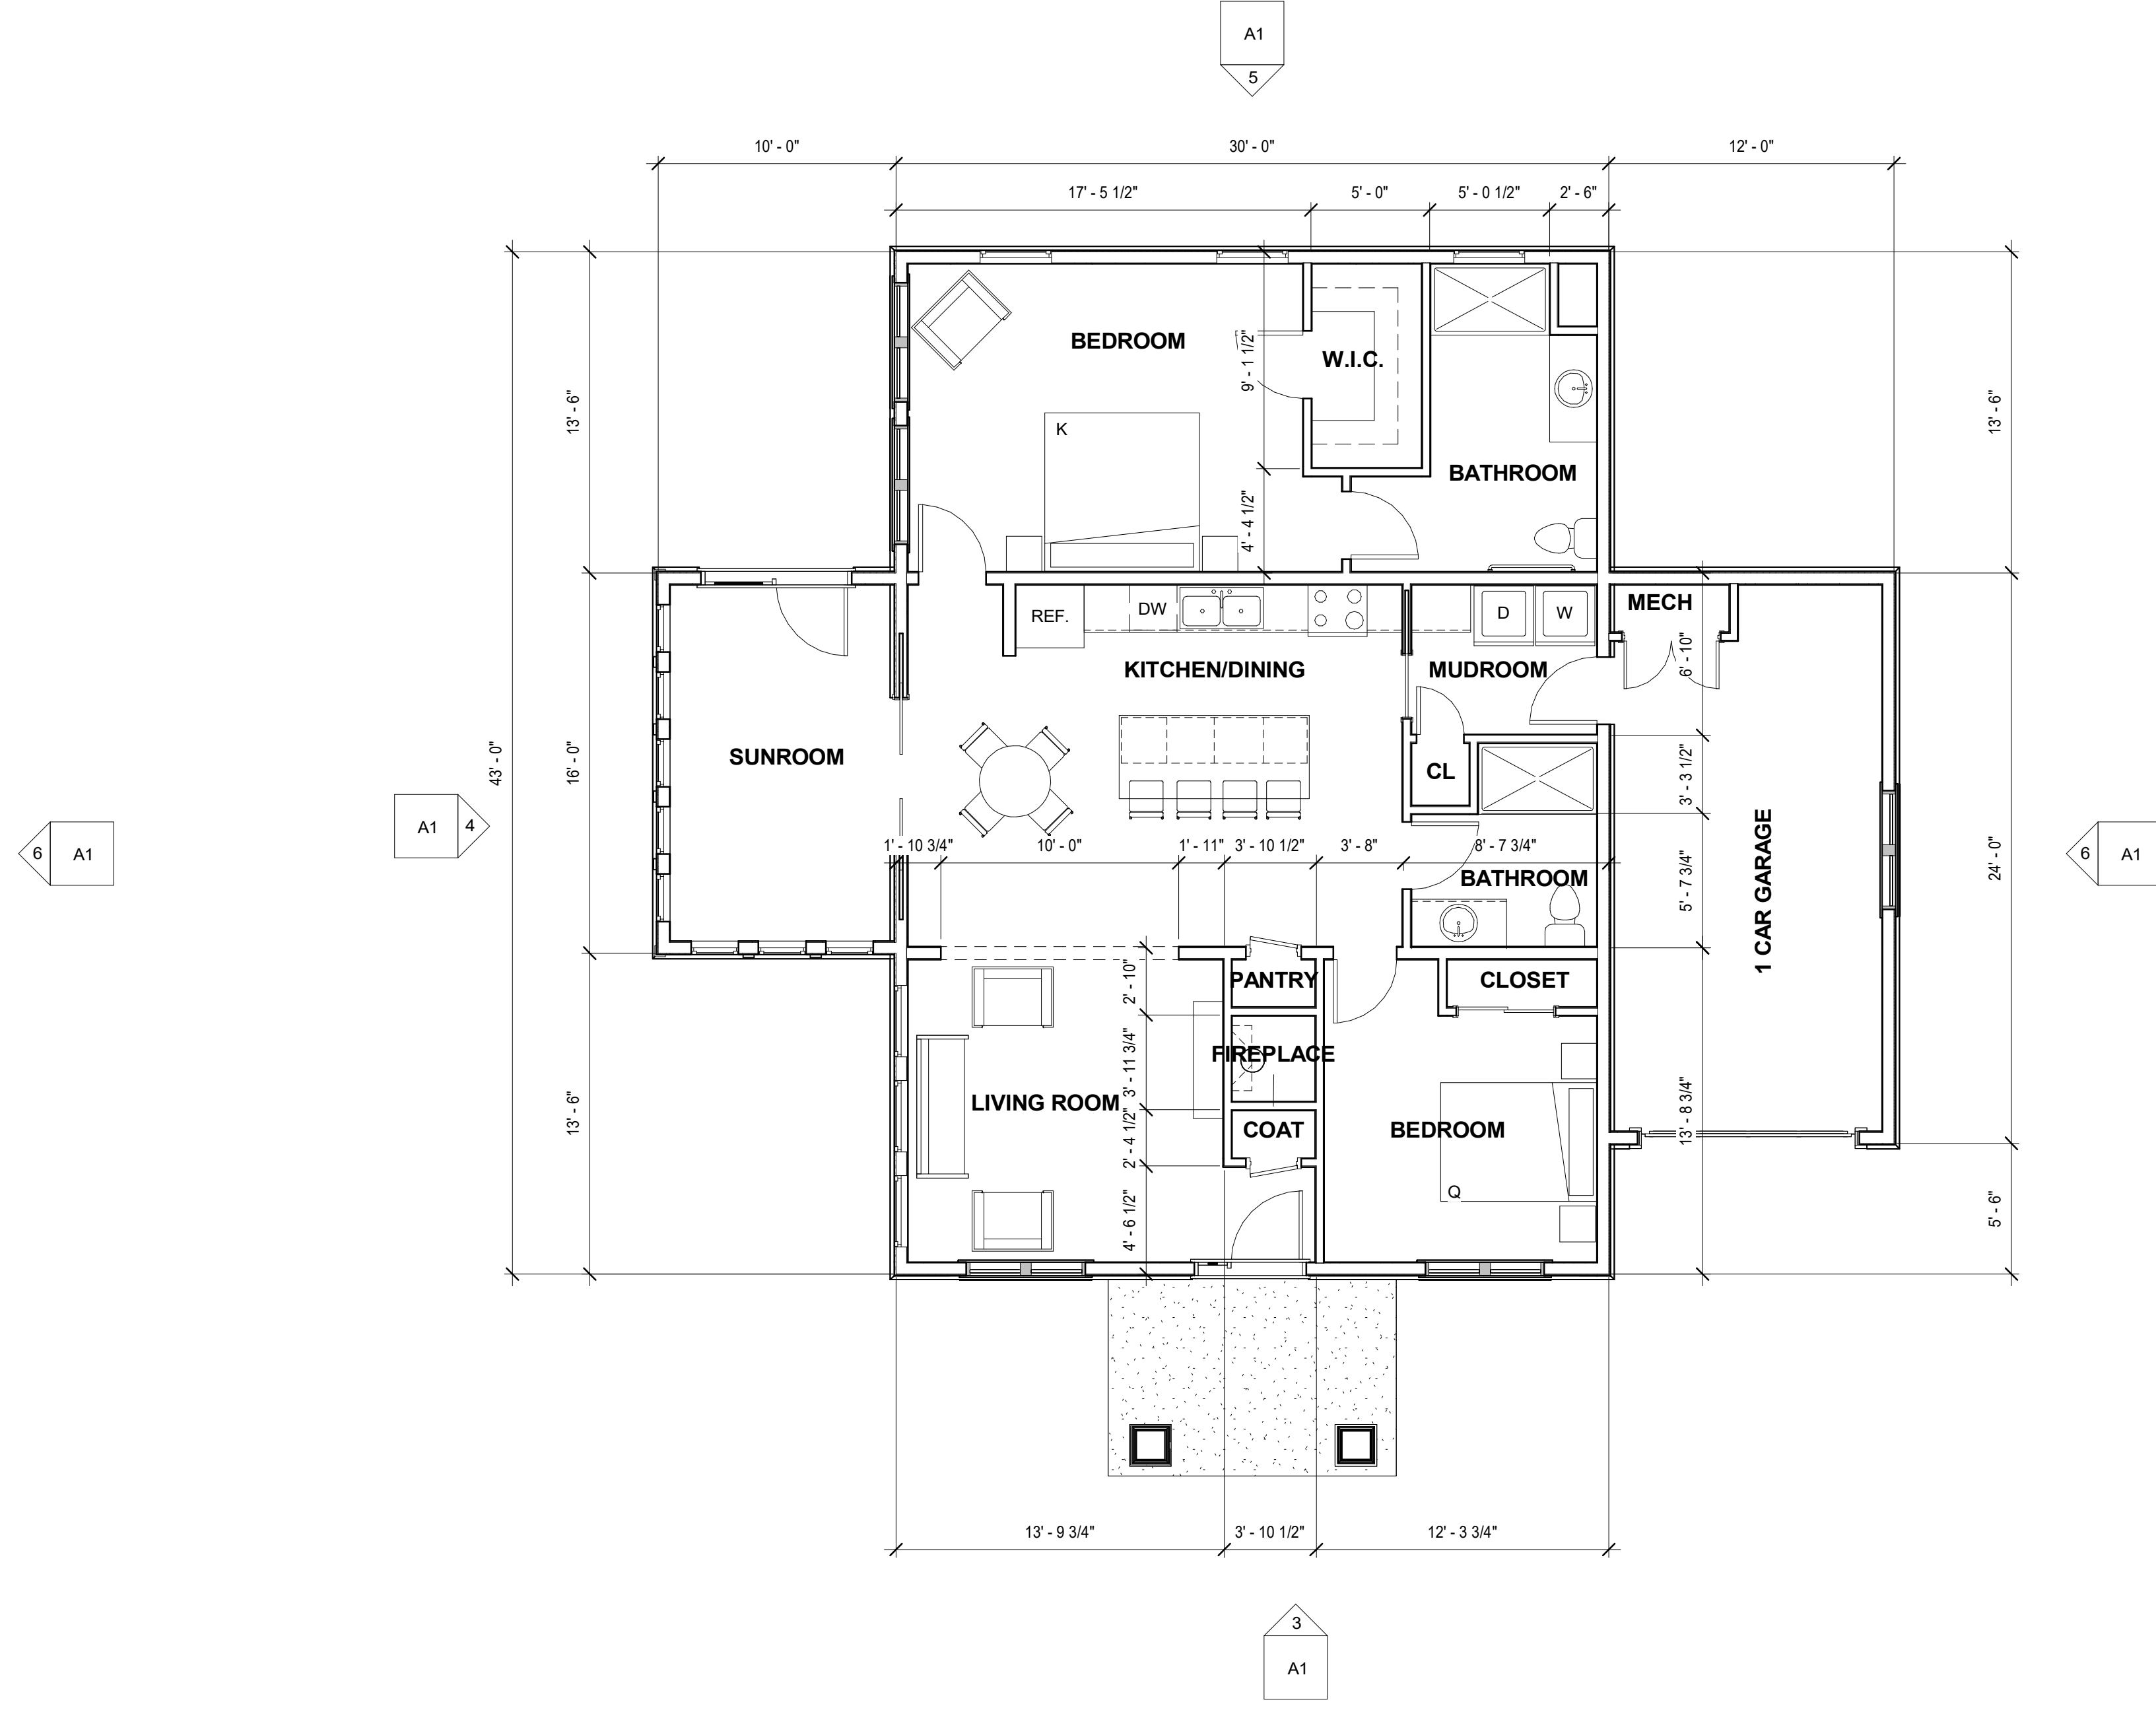 A1
5
10' - 0"
30' - 0"
12' - 0"
17' - 5 1/2"
5' - 0"
5' - 0 1/2"
2' - 6"
BEDROOM
W.I.C.
9' - 1 1/2"
13' - 6"
13' - 6"
K
BATHROOM
4' - 4 1/2"
REF.
DW
D
W
MECH
KITCHEN/DINING
MUDROOM
6' - 10"
SUNROOM
CL
43' - 0"
16' - 0"
3' - 3 1/2"
A1
4
6
A1
1' - 10 3/4"
10' - 0"
1' - 11"
3' - 10 1/2"
3' - 8"
8' - 7 3/4"
BATHROOM
5' - 7 3/4"
1 CAR GARAGE
24' - 0"
6
A1
PANTRY
CLOSET
2' - 10"
FIREPLACE
3' - 11 3/4"
LIVING ROOM
COAT
BEDROOM
2' - 4 1/2"
13' - 8 3/4"
13' - 6"
Q
4' - 6 1/2"
5' - 6"
13' - 9 3/4"
3' - 10 1/2"
12' - 3 3/4"
3
A1